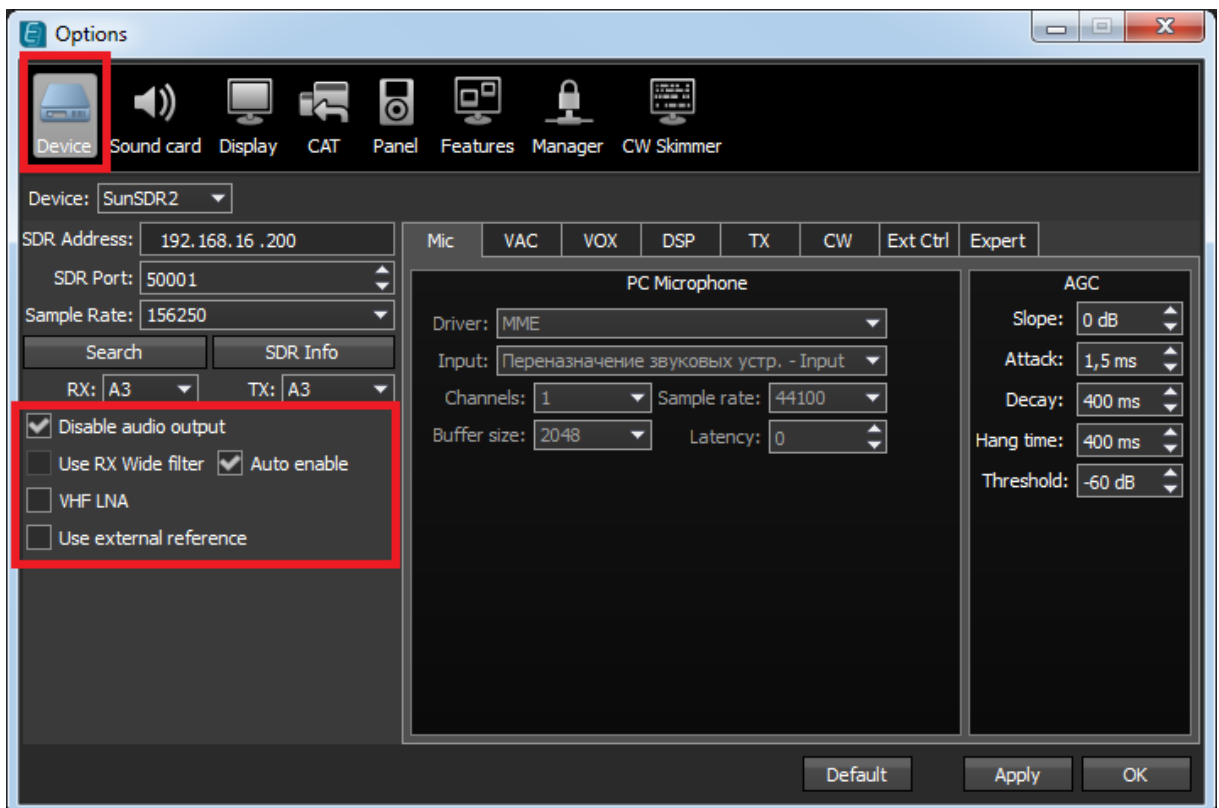 Options
Device Sound card Display CAT Panel Features Manager CW Skimmer
Device: SunSDR2
SDR Address: 192.168.16 .200
SDR Port: 50001
Sample Rate: 156250
Search SDR Info
RX: A3 TX: A3
Disable audio output
Use RX Wide filter Auto enable
VHF LNA
Use external reference
Mic VAC VOX DSP TX CW Ext Ctrl Expert
PC Microphone
Driver: MME
Input: Переназначение звуковых устр. - Input
Channels: 1 Sample rate: 44100
Buffer size: 2048 Latency: 0
AGC
Slope: 0 dB
Attack: 1,5 ms
Decay: 400 ms
Hang time: 400 ms
Threshold: -60 dB
Default Apply OK